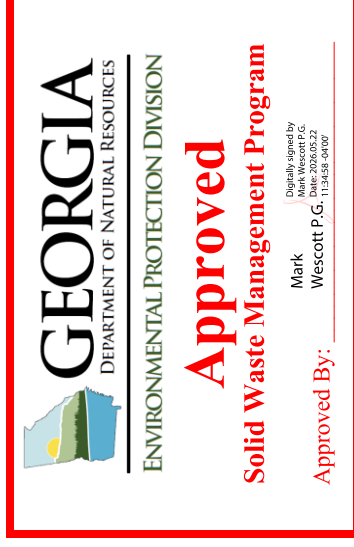 GEORGIA
DEPARTMENT OF NATURAL RESOURCES
ENVIRONMENTAL PROTECTION DIVISION
Approved
Solid Waste Management Program
Mark
Wescott P.G.
Digitally signed by
Mark Wescott P.G.
Date: 2026.05.22
11:34:58 -04'00'
Approved By: